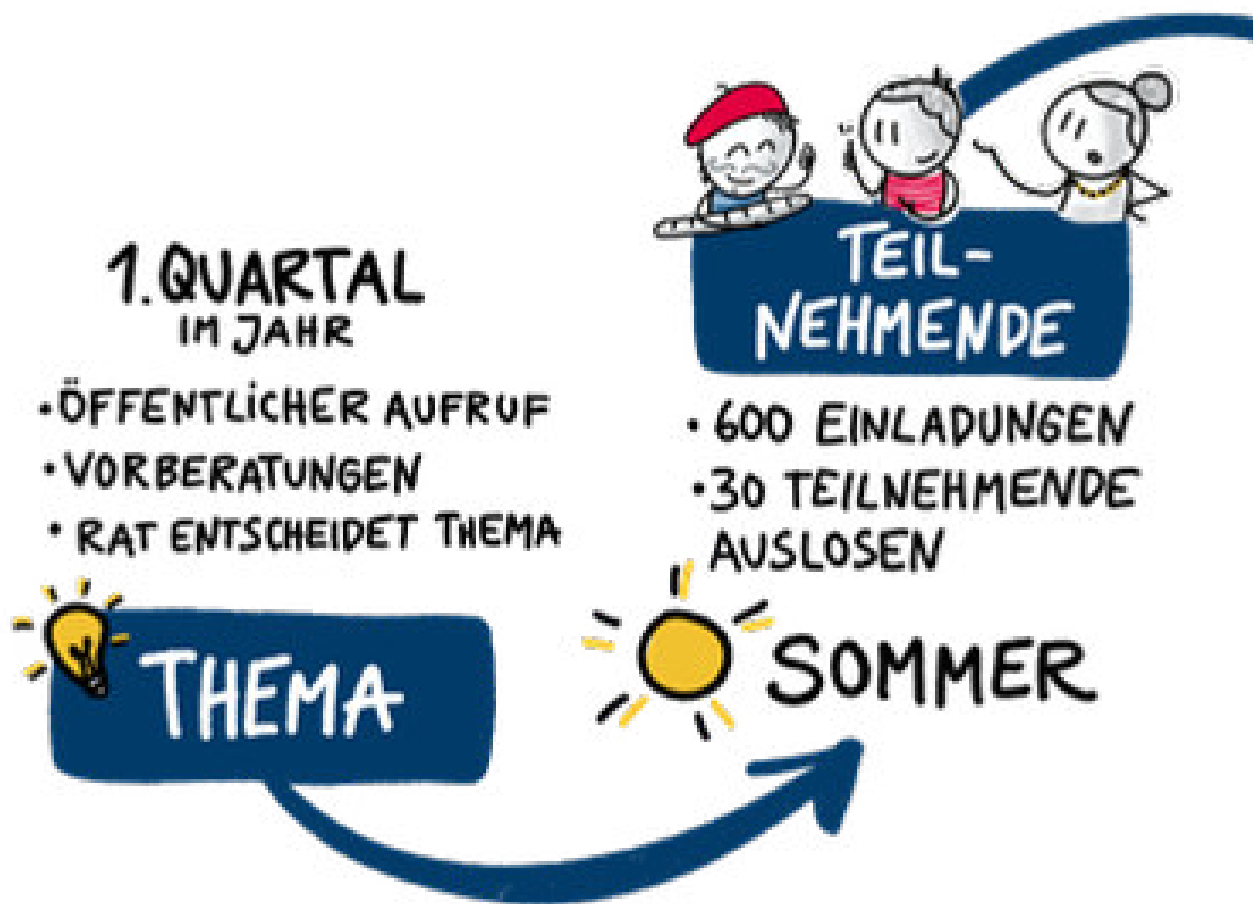 1. QUARTAL
IM JAHR
• ÖFFENTLICHER AUFRUF
• VORBERATUNGEN
• RAT ENTSCHEIDET THEMA
THEMA
TEIL-
NEHMENDE
• 600 EINLADUNGEN
• 30 TEILNEHMENDE
AUSLOSEN
SOMMER